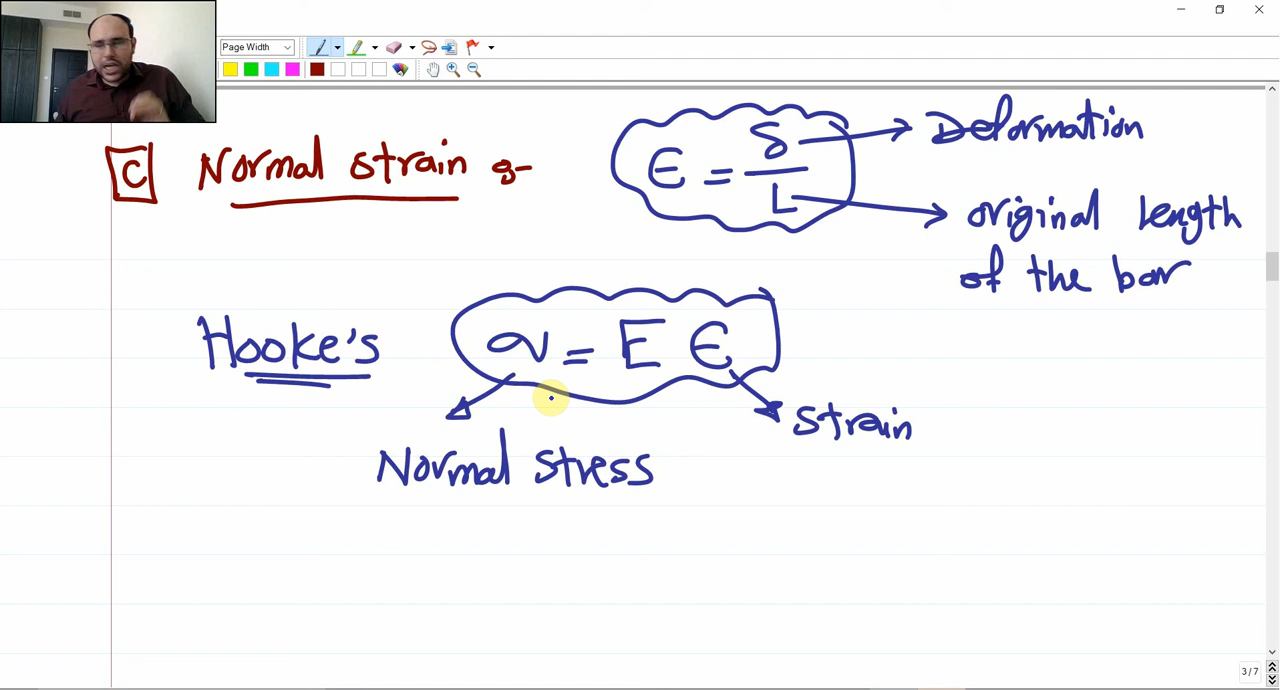 Page Width
C Normal strain :-
ϵ = δ / L
Deformation
original Length
of the bar
Hooke's
σ = E ϵ
Strain
Normal stress
3/7